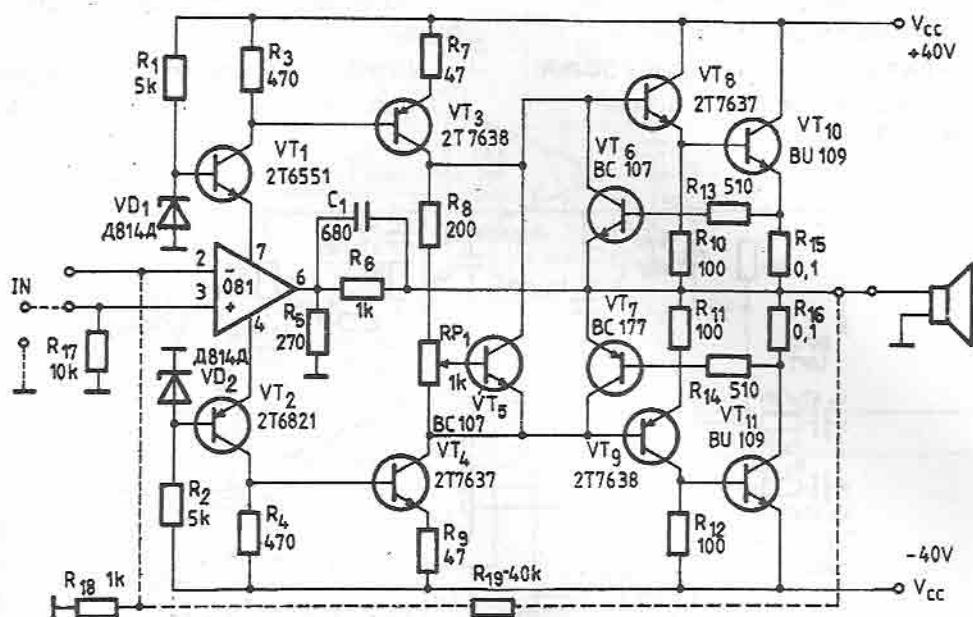 R1
5k
R3
470
R7
47
VT3
2T7638
VT8
2T7637
VCC
+40V
VT1
2T6551
VT6
BC 107
VT10
BU 109
R13 510
VD1
Д814Д
C1
680
R8
200
R10
100
R15
0,1
IN
2
3
7
-
081
+
4
6
R6
1k
R5
270
R17
10k
RP1
1k
VT5
BC107
VT7
BC 177
R11
100
R16
0,1
R14 510
Д814Д
VD2
VT2
2T6821
VT4
2T7637
VT9
2T7638
VT11
BU 109
R2
5k
R4
470
R9
47
R12
100
-40V
VCC
R18 1k
R19-40k